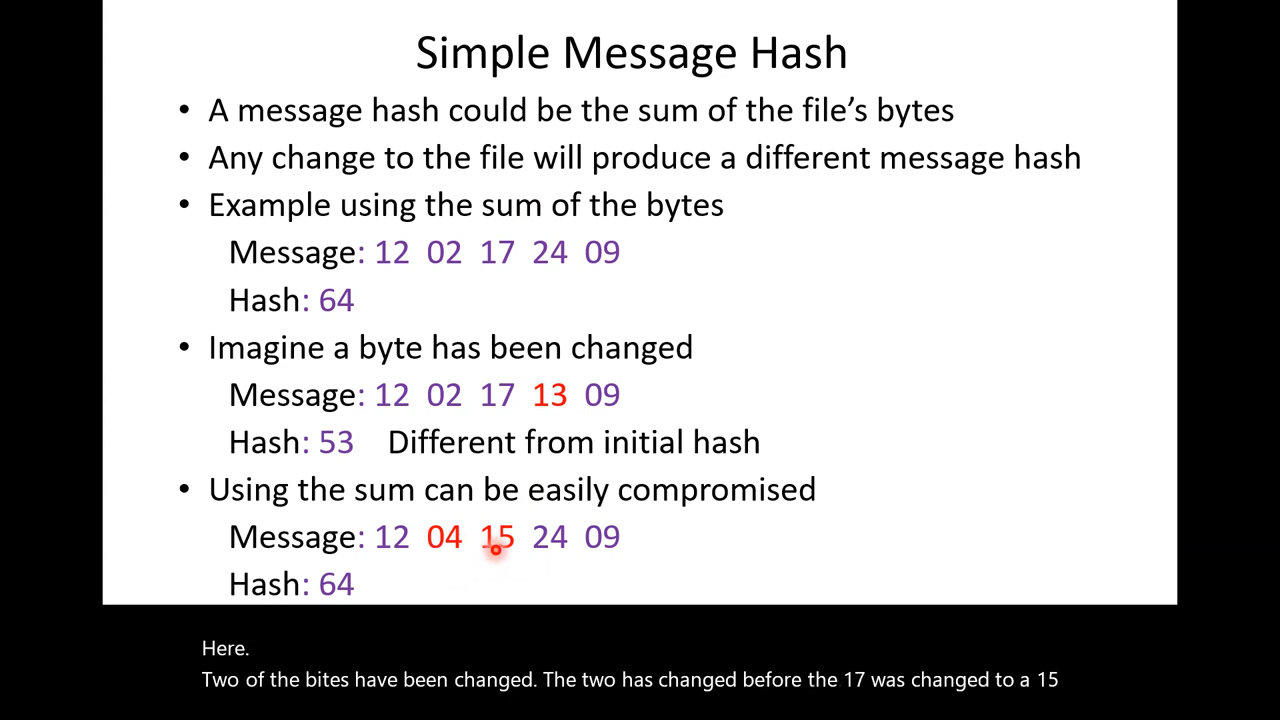 Simple Message Hash
• A message hash could be the sum of the file’s bytes
• Any change to the file will produce a different message hash
• Example using the sum of the bytes
Message: 12 02 17 24 09
Hash: 64
• Imagine a byte has been changed
Message: 12 02 17 13 09
Hash: 53 Different from initial hash
• Using the sum can be easily compromised
Message: 12 04 15 24 09
Hash: 64
Here.
Two of the bites have been changed. The two has changed before the 17 was changed to a 15